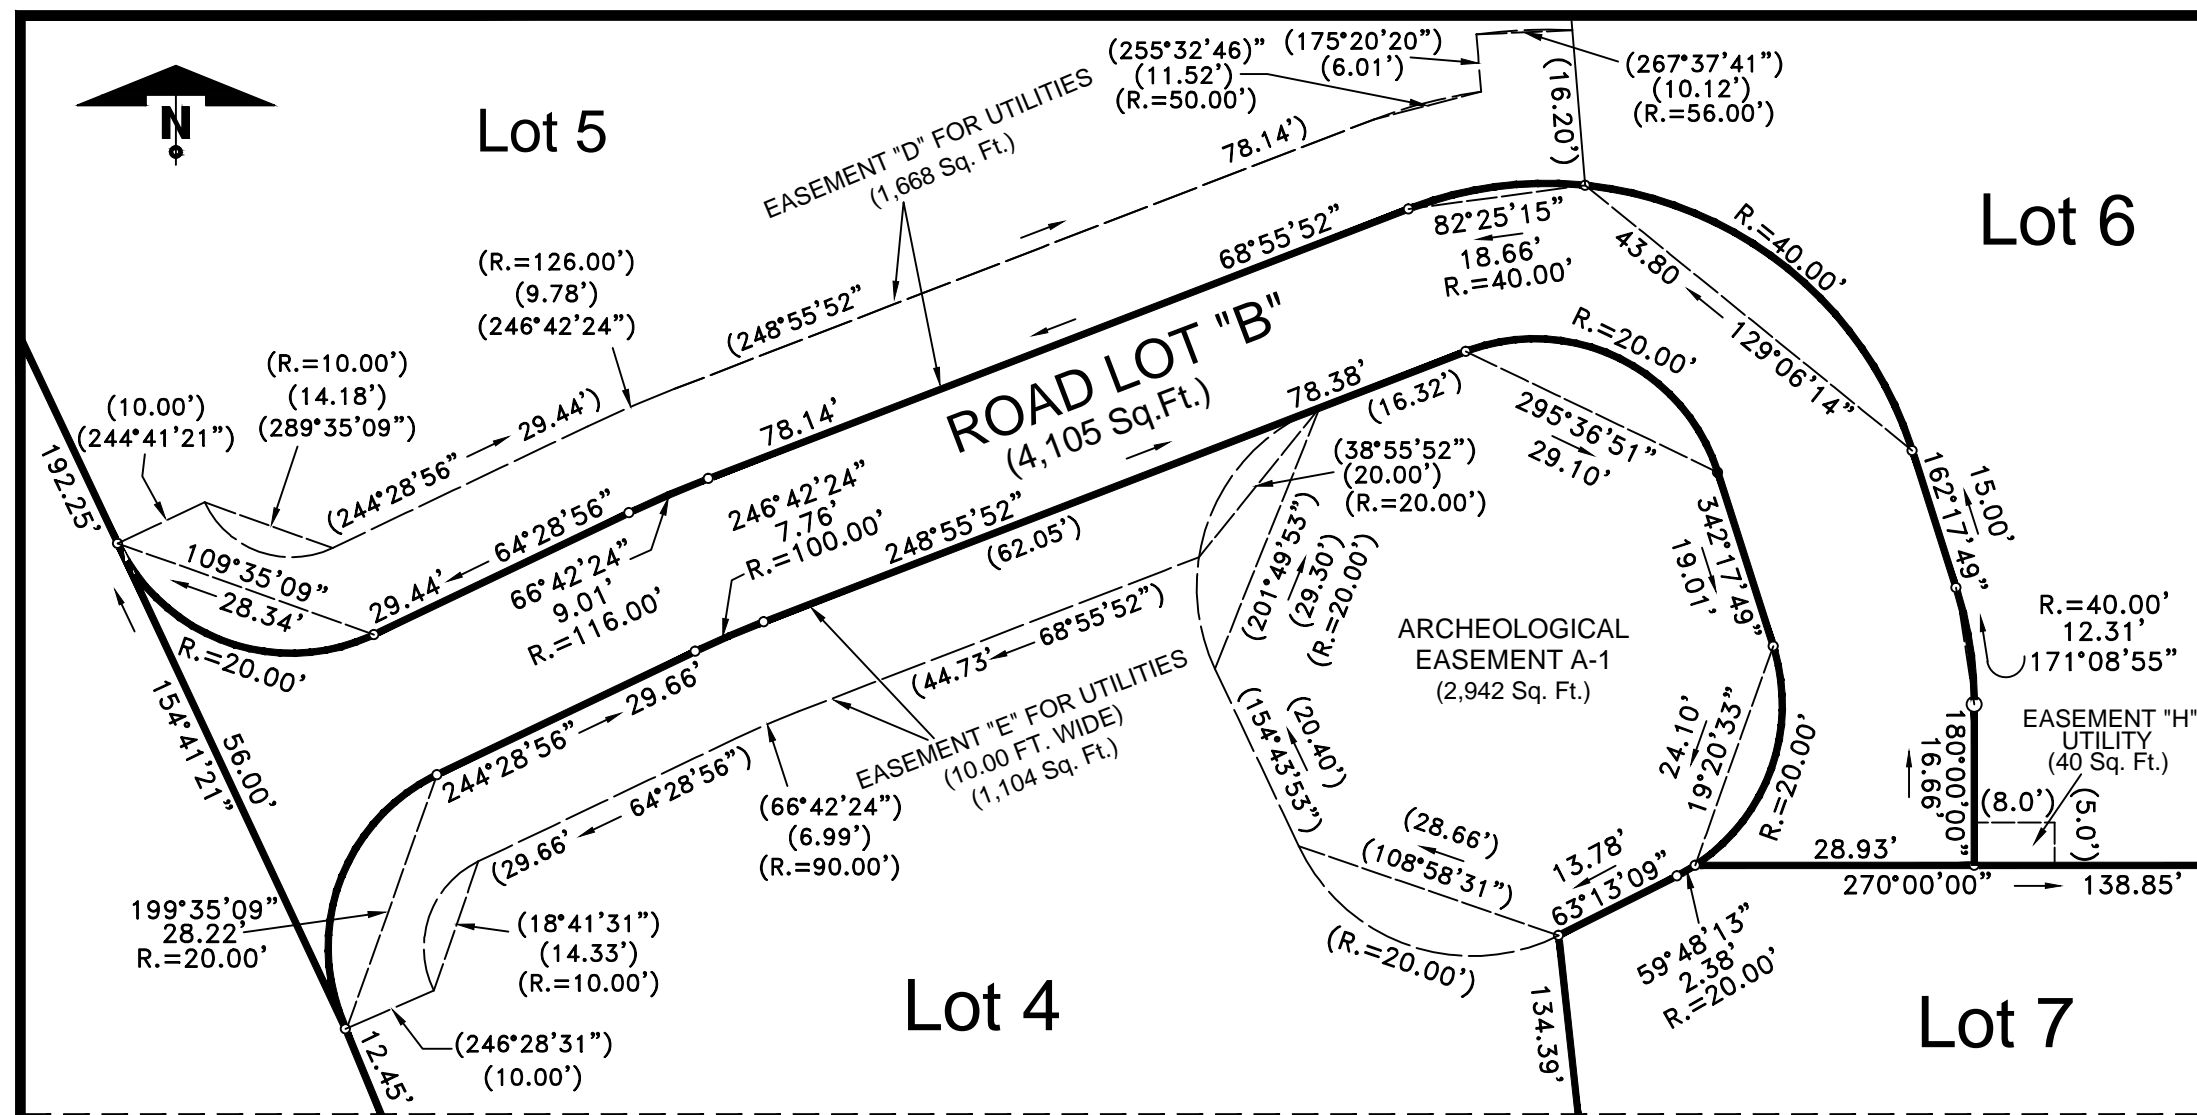 N
Lot 5
EASEMENT "D" FOR UTILITIES
(1,668 Sq. Ft.)
(255°32'46)"
(11.52')
(R.=50.00')
(175°20'20")
(6.01')
(16.20')
(267°37'41")
(10.12')
(R.=56.00')
Lot 6
78.14')
(R.=126.00')
(9.78')
(246°42'24")
(248°55'52"
68°55'52"
82°25'15"
18.66'
R.=40.00'
43.80
129°06'14"
R.=40.00'
(R.=10.00')
(14.18')
(289°35'09")
(10.00')
(244°41'21")
(244°28'56"
29.44')
192.25'
78.14'
ROAD LOT "B"
(4,105 Sq.Ft.)
78.38'
(16.32')
R.=20.00'
295°36'51"
29.10'
(38°55'52")
(20.00')
(R.=20.00')
162°17'49"
15.00'
109°35'09"
28.34'
R.=20.00'
29.44'
64°28'56"
66°42'24"
9.01'
R.=116.00'
246°42'24"
7.76'
R.=100.00'
248°55'52"
(62.05')
(201°49'53")
(29.30')
(R.=20.00')
342°17'49"
19.01'
R.=40.00'
12.31'
171°08'55"
ARCHEOLOGICAL
EASEMENT A-1
(2,942 Sq. Ft.)
154°41'21"
56.00'
244°28'56"
29.66'
(44.73'
68°55'52")
EASEMENT "E" FOR UTILITIES
(10.00 FT. WIDE)
(1,104 Sq. Ft.)
(154°43'53")
(20.40')
24.10'
19°20'33"
R.=20.00'
180°00'00"
16.66'
EASEMENT "H"
UTILITY
(40 Sq. Ft.)
(8.0')
(5.0')
(29.66'
64°28'56")
(66°42'24")
(6.99')
(R.=90.00')
(28.66')
(108°58'31")
13.78'
63°13'09"
28.93'
270°00'00"
138.85'
199°35'09"
28.22'
R.=20.00'
(18°41'31")
(14.33')
(R.=10.00')
(R.=20.00')
59°48'13"
2.38'
R.=20.00'
Lot 4
Lot 7
(246°28'31")
(10.00')
12.45'
134.39'